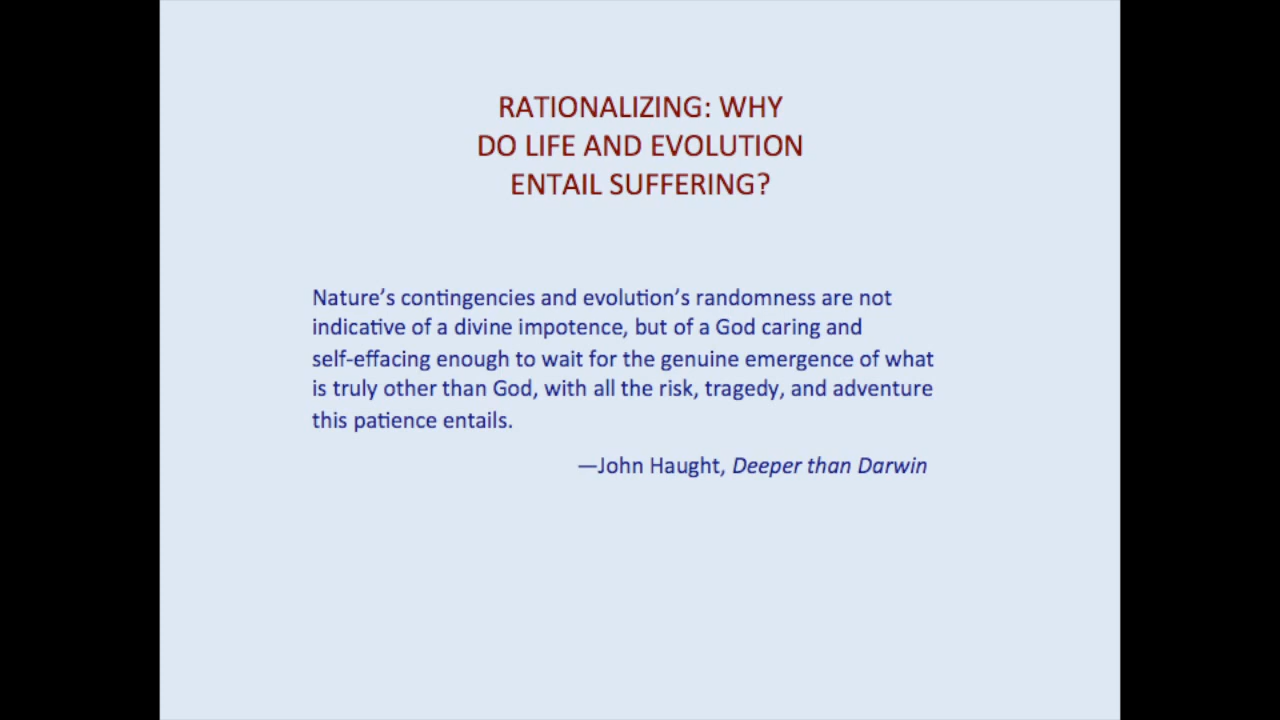 RATIONALIZING: WHY
DO LIFE AND EVOLUTION
ENTAIL SUFFERING?
Nature’s contingencies and evolution’s randomness are not
indicative of a divine impotence, but of a God caring and
self-effacing enough to wait for the genuine emergence of what
is truly other than God, with all the risk, tragedy, and adventure
this patience entails.
—John Haught, Deeper than Darwin